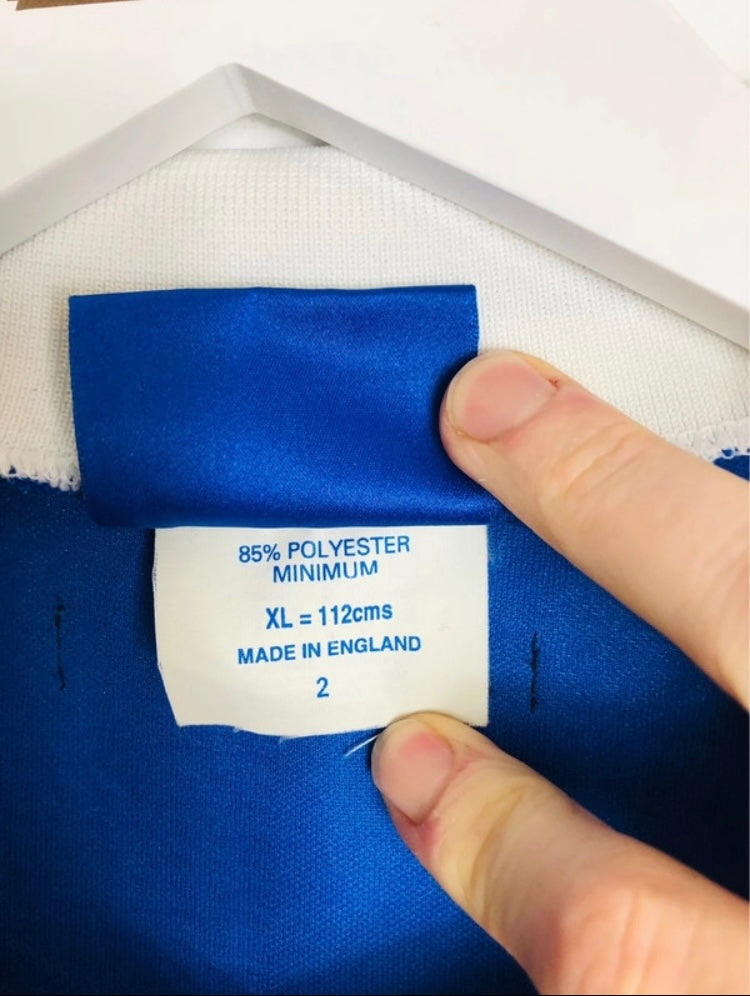 85% POLYESTER
MINIMUM
XL = 112cms
MADE IN ENGLAND
2